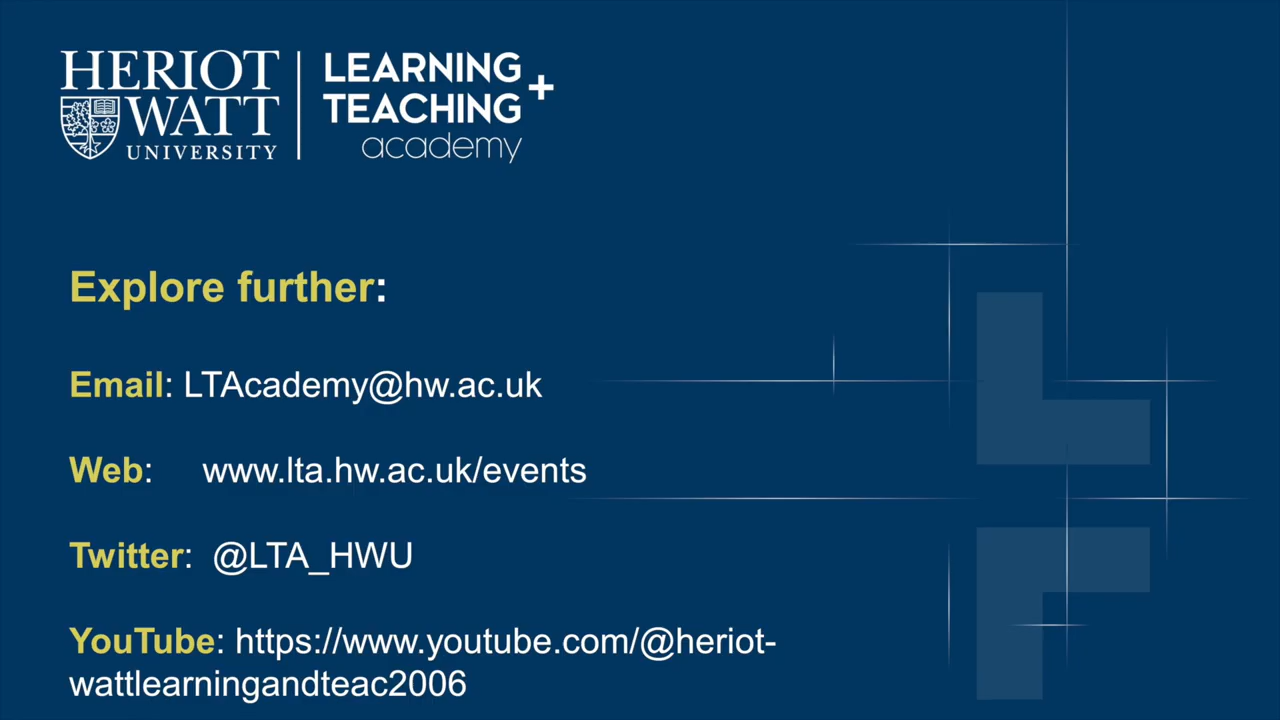 HERIOT
WATT
UNIVERSITY
LEARNING +
TEACHING
academy
Explore further:
Email: LTAcademy@hw.ac.uk
Web: www.lta.hw.ac.uk/events
Twitter: @LTA_HWU
YouTube: https://www.youtube.com/@heriot-
wattlearningandteac2006